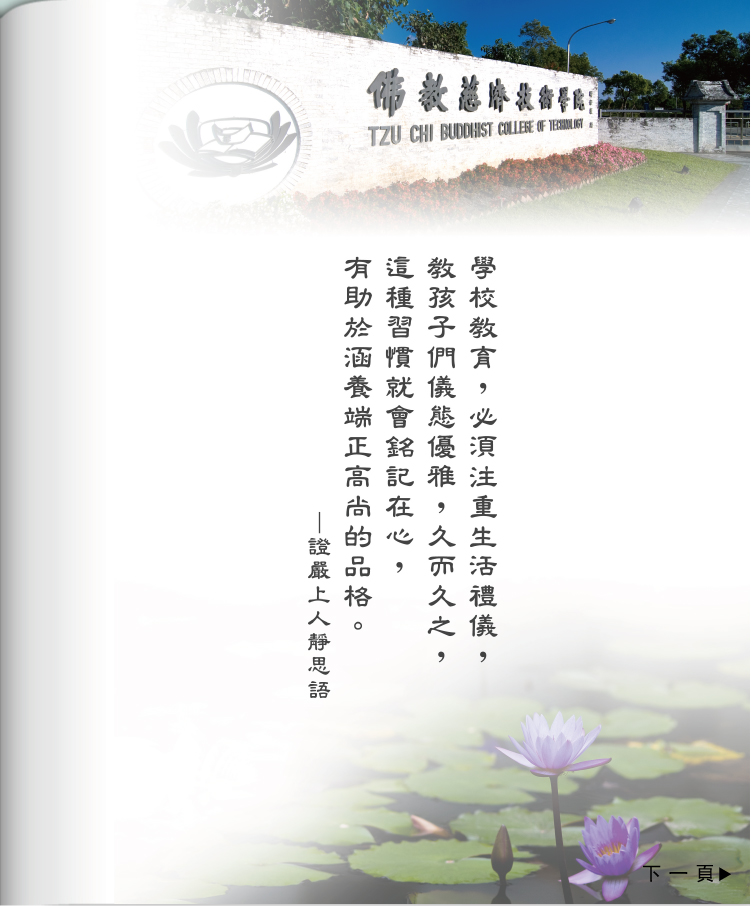 佛教慈濟技術學院
TZU CHI BUDDHIST COLLEGE OF TECHNOLOGY
學校教育，必須注重生活禮儀，
教孩子們儀態優雅，久而久之，
這種習慣就會銘記在心，
有助於涵養端正高尚的品格。
—證嚴上人靜思語
下一頁▶